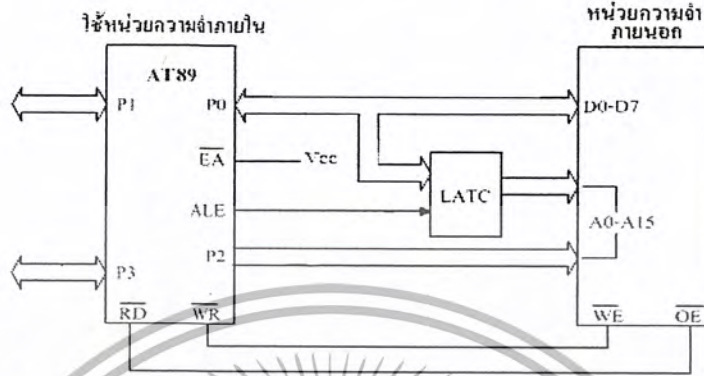 ใช้หน่วยความจำภายใน
หน่วยความจำ
ภายนอก
AT89
P1
P0
D0-D7
EA
Vcc
LATC
ALE
A0-A15
P2
P3
RD
WR
WE
OE